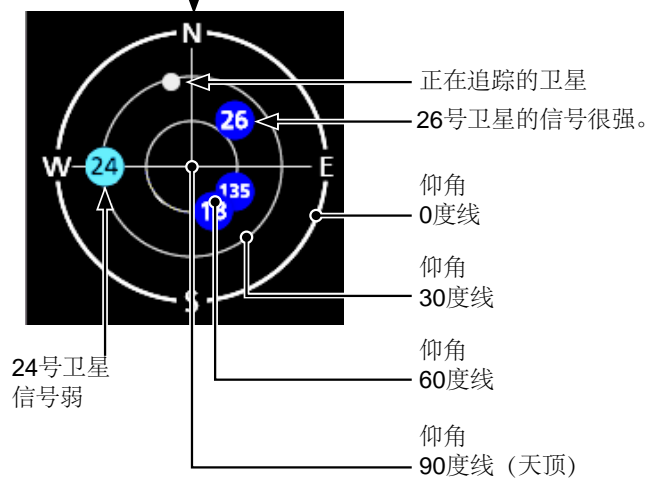 N
正在追踪的卫星
26
26号卫星的信号很强。
W
24
E
135
18
仰角
0度线
S
仰角
30度线
24号卫星
信号弱
仰角
60度线
仰角
90度线（天顶）